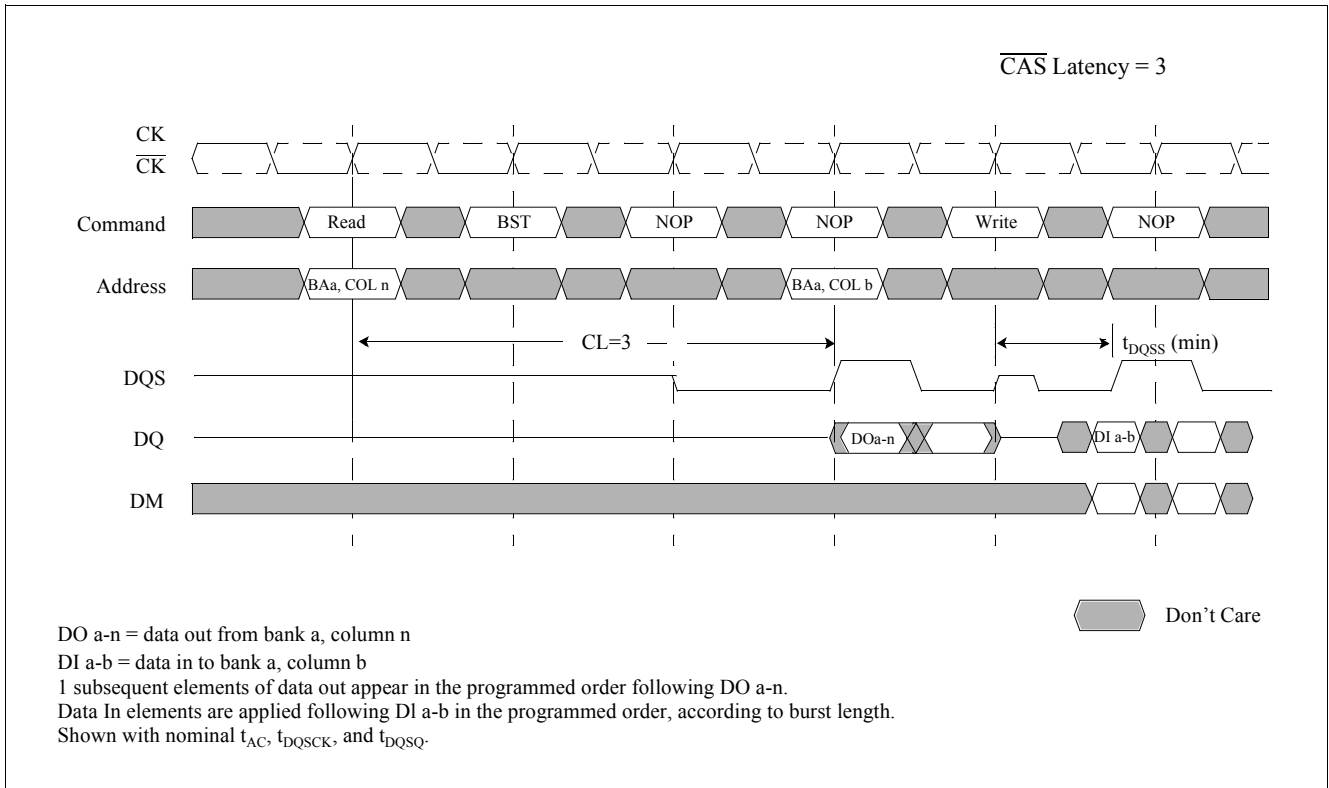 CAS Latency = 3
CK
CK
Command
Read
BST
NOP
NOP
Write
NOP
Address
BAa, COL n
BAa, COL b
CL=3
tDQSS (min)
DQS
DQ
DOa-n
DI a-b
DM
Don't Care
DO a-n = data out from bank a, column n
DI a-b = data in to bank a, column b
1 subsequent elements of data out appear in the programmed order following DO a-n.
Data In elements are applied following Dl a-b in the programmed order, according to burst length.
Shown with nominal tAC, tDQSCK, and tDQSQ.